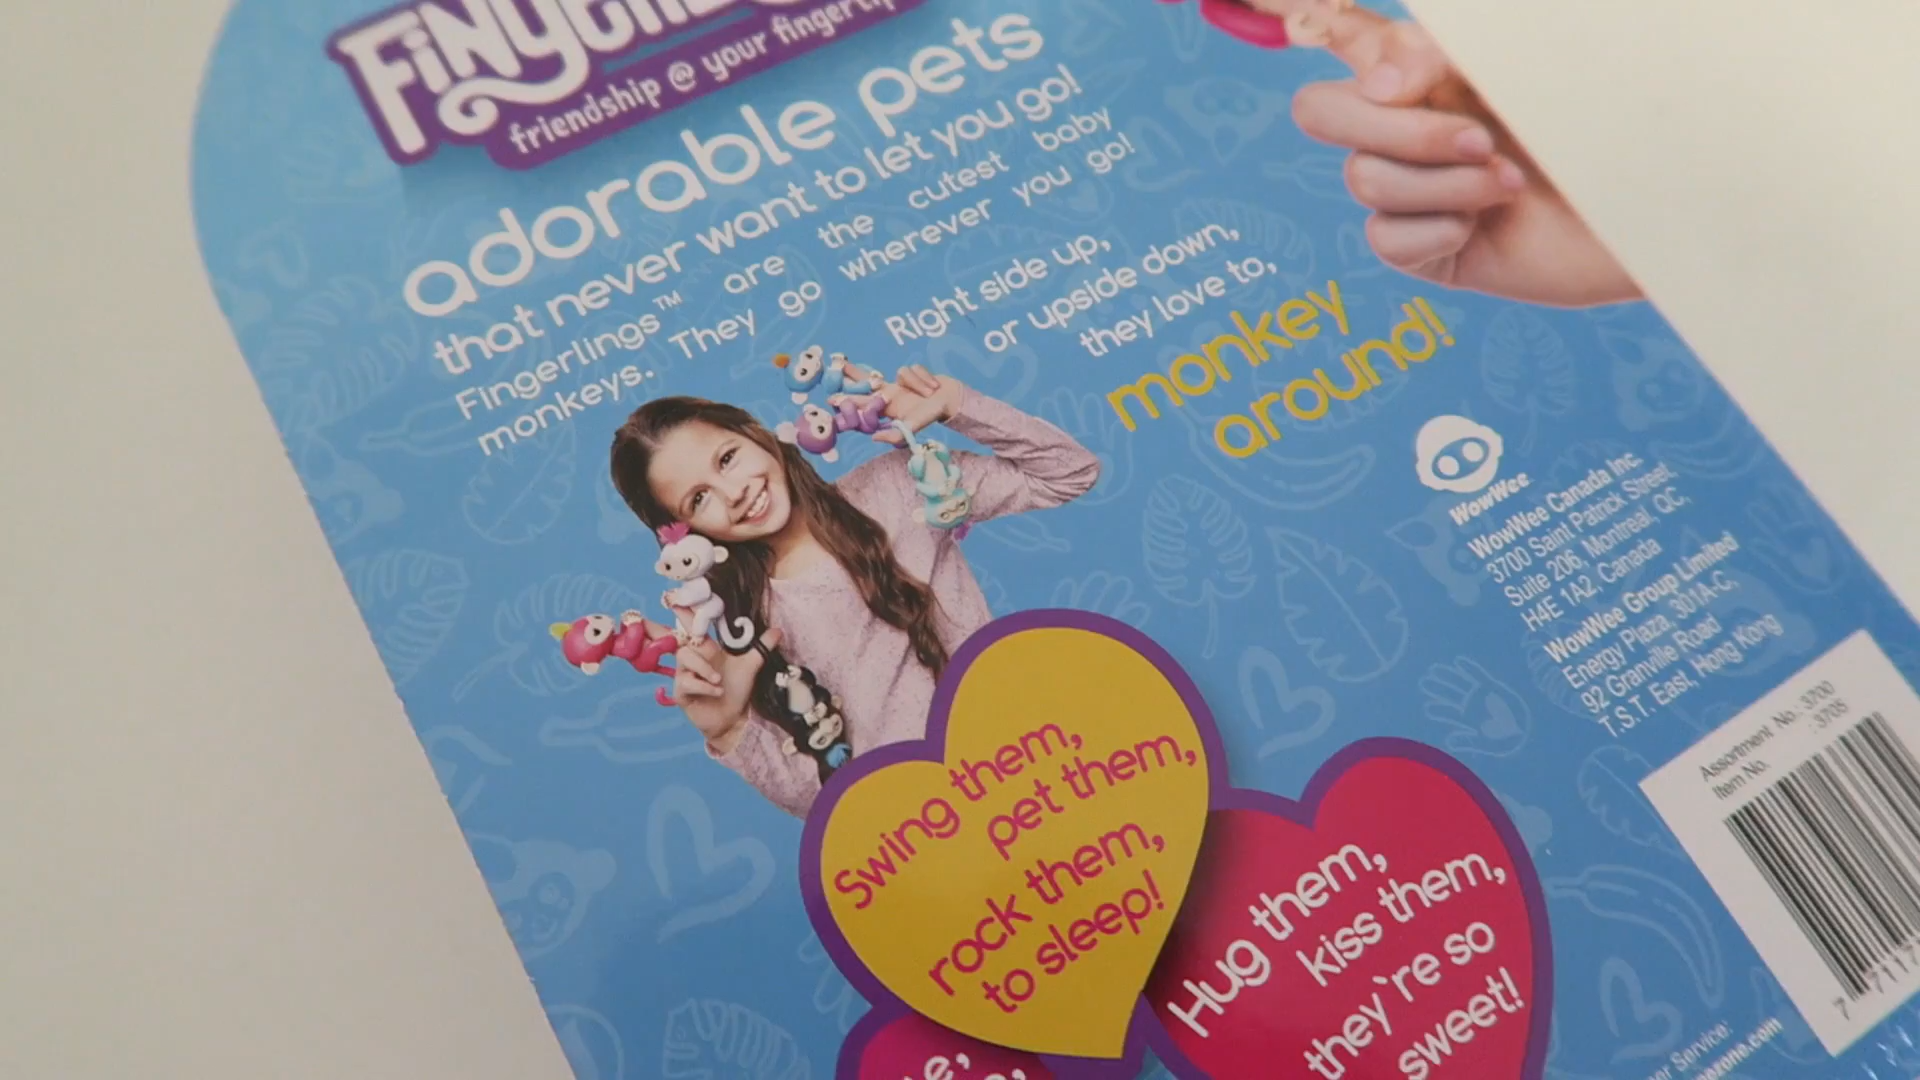 friendship @ your
adorable pets
that never want to let you go!
Fingerlings™ are the cutest baby
monkeys. They go wherever you go!
Right side up,
or upside down,
they love to,
monkey
around!
WowWee
WowWee Canada Inc.
3700 Saint Patrick Street,
Suite 206, Montreal, QC,
H4E 1A2, Canada
WowWee Group Limited
Energy Plaza, 301A-C,
92 Granville Road
T.S.T. East, Hong Kong
Assortment No.: 3700
Item No. : 3705
Swing them,
pet them,
rock them,
to sleep!
Hug them,
kiss them,
they`re so
sweet!
Service: